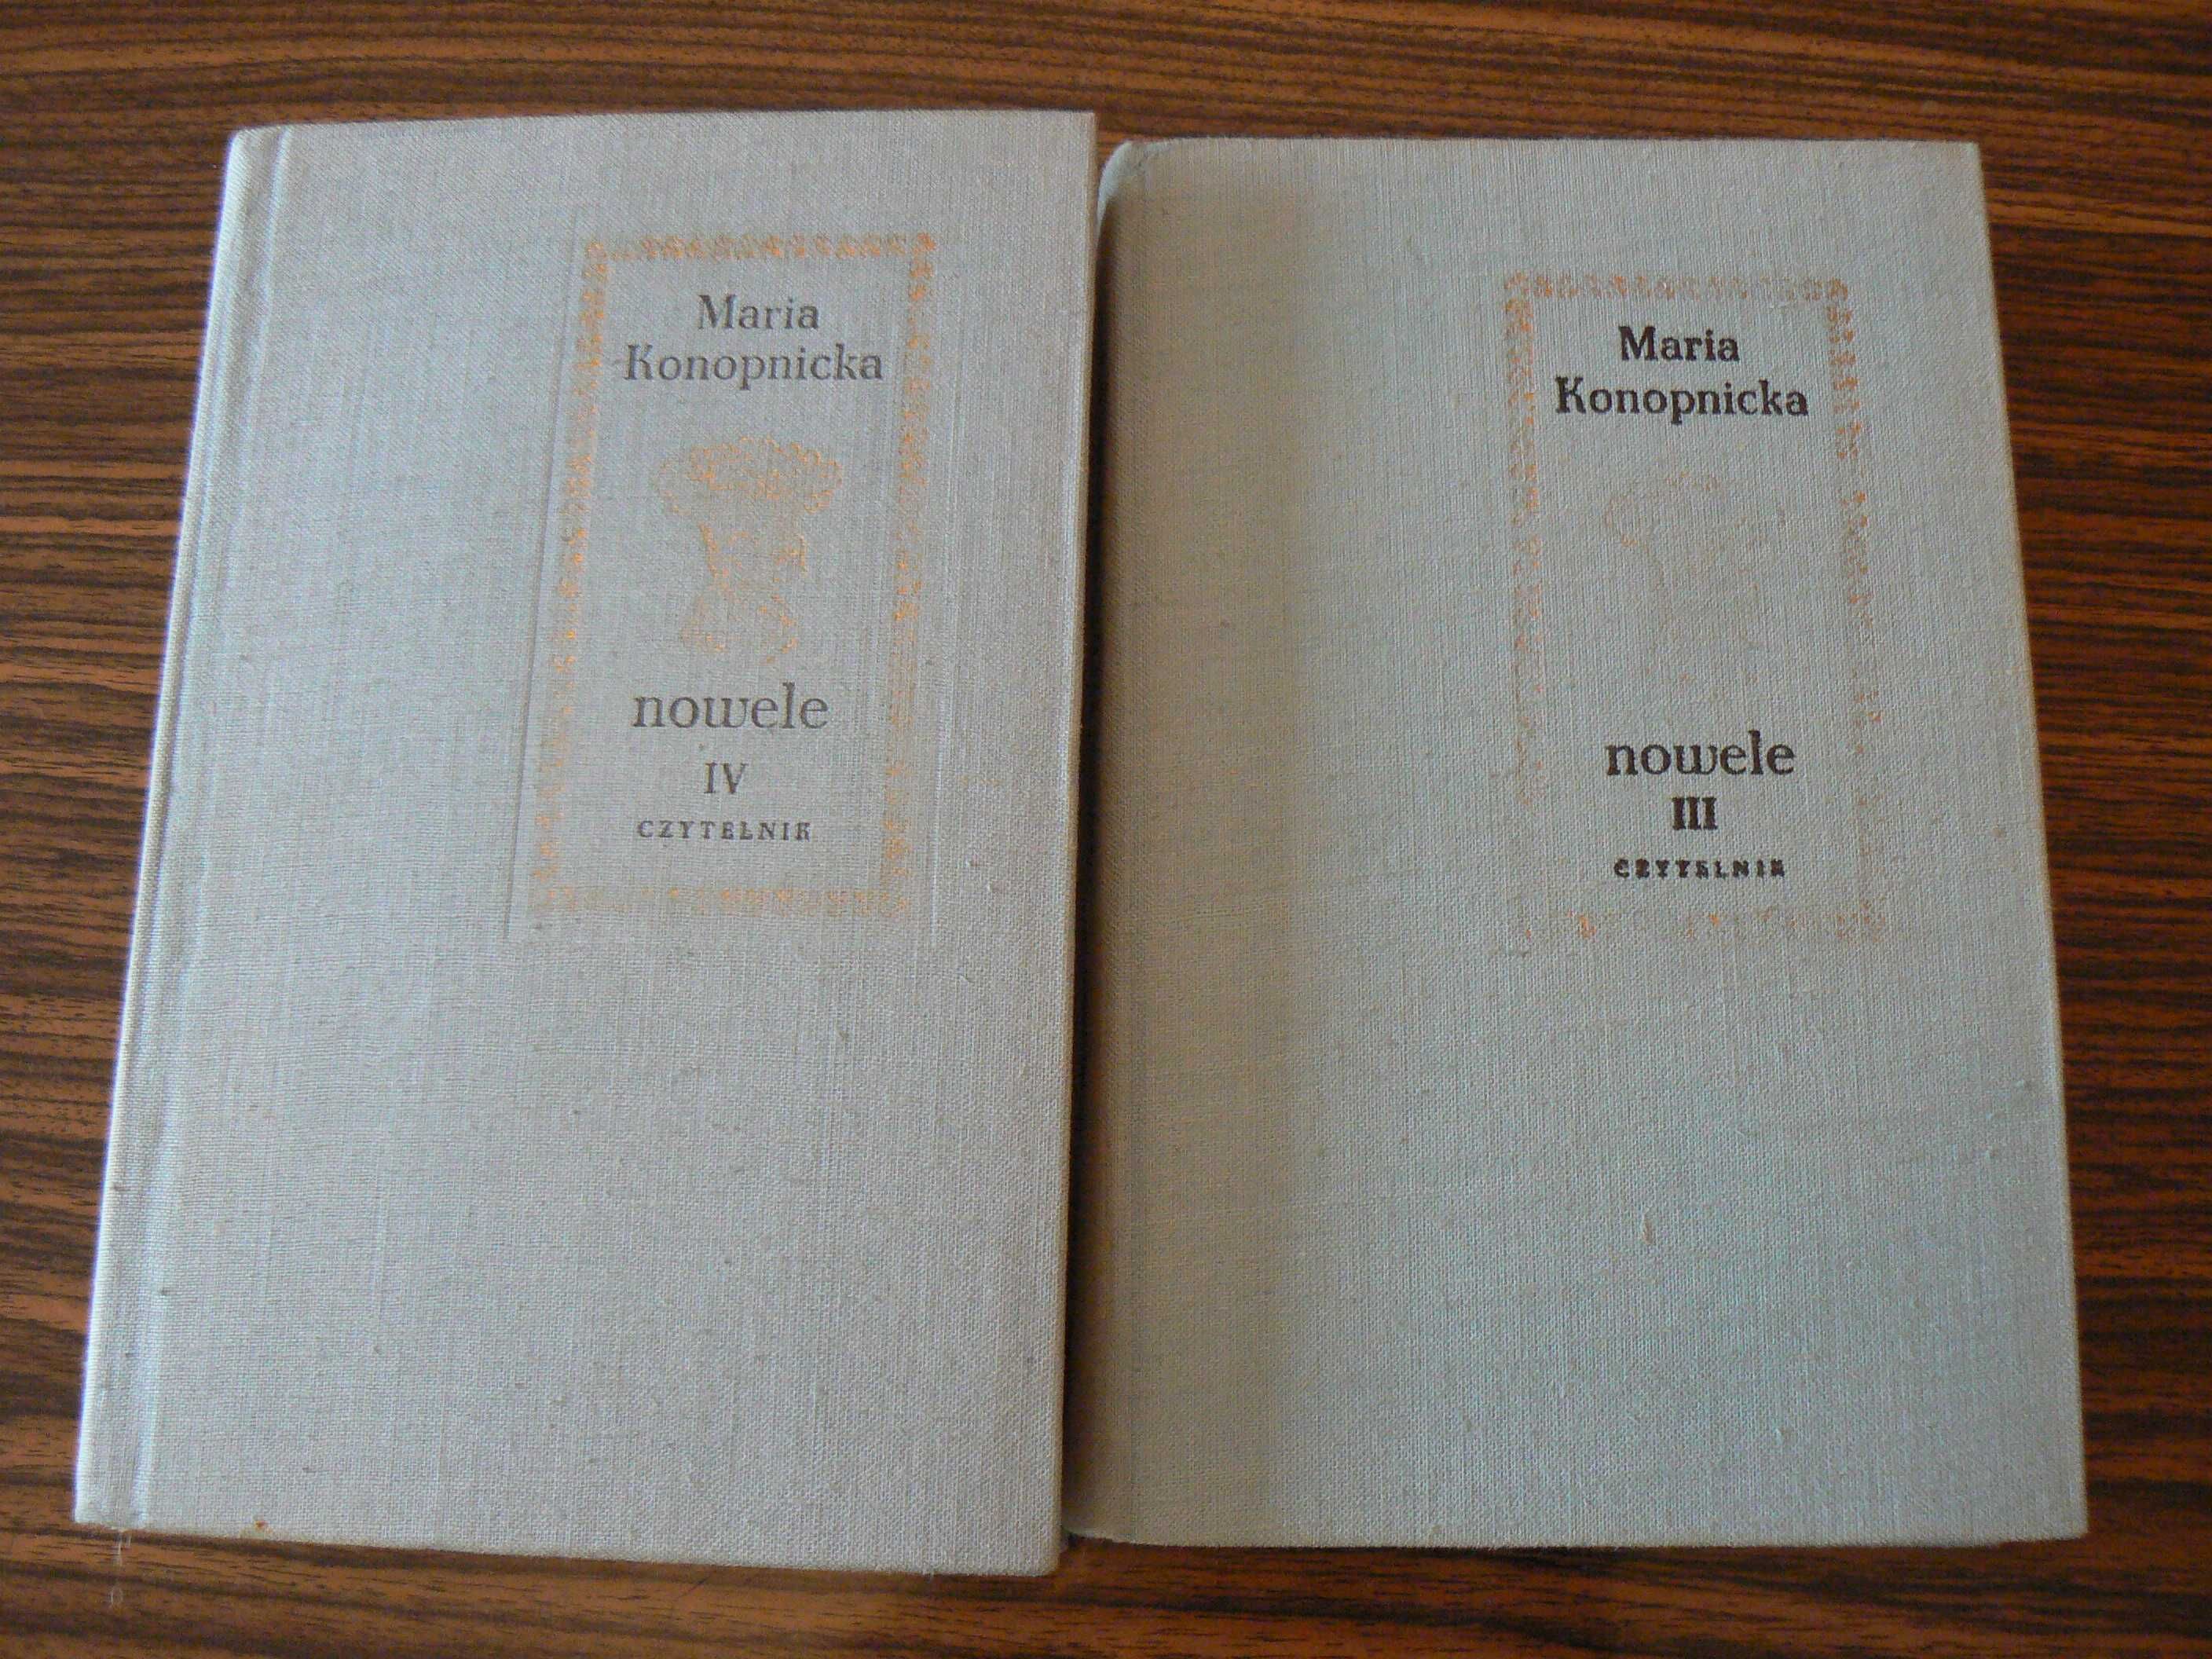 Maria
Konopnicka
nowele
IV
CZYTELNIK
Maria
Konopnicka
nowele
III
CZYTELNIK